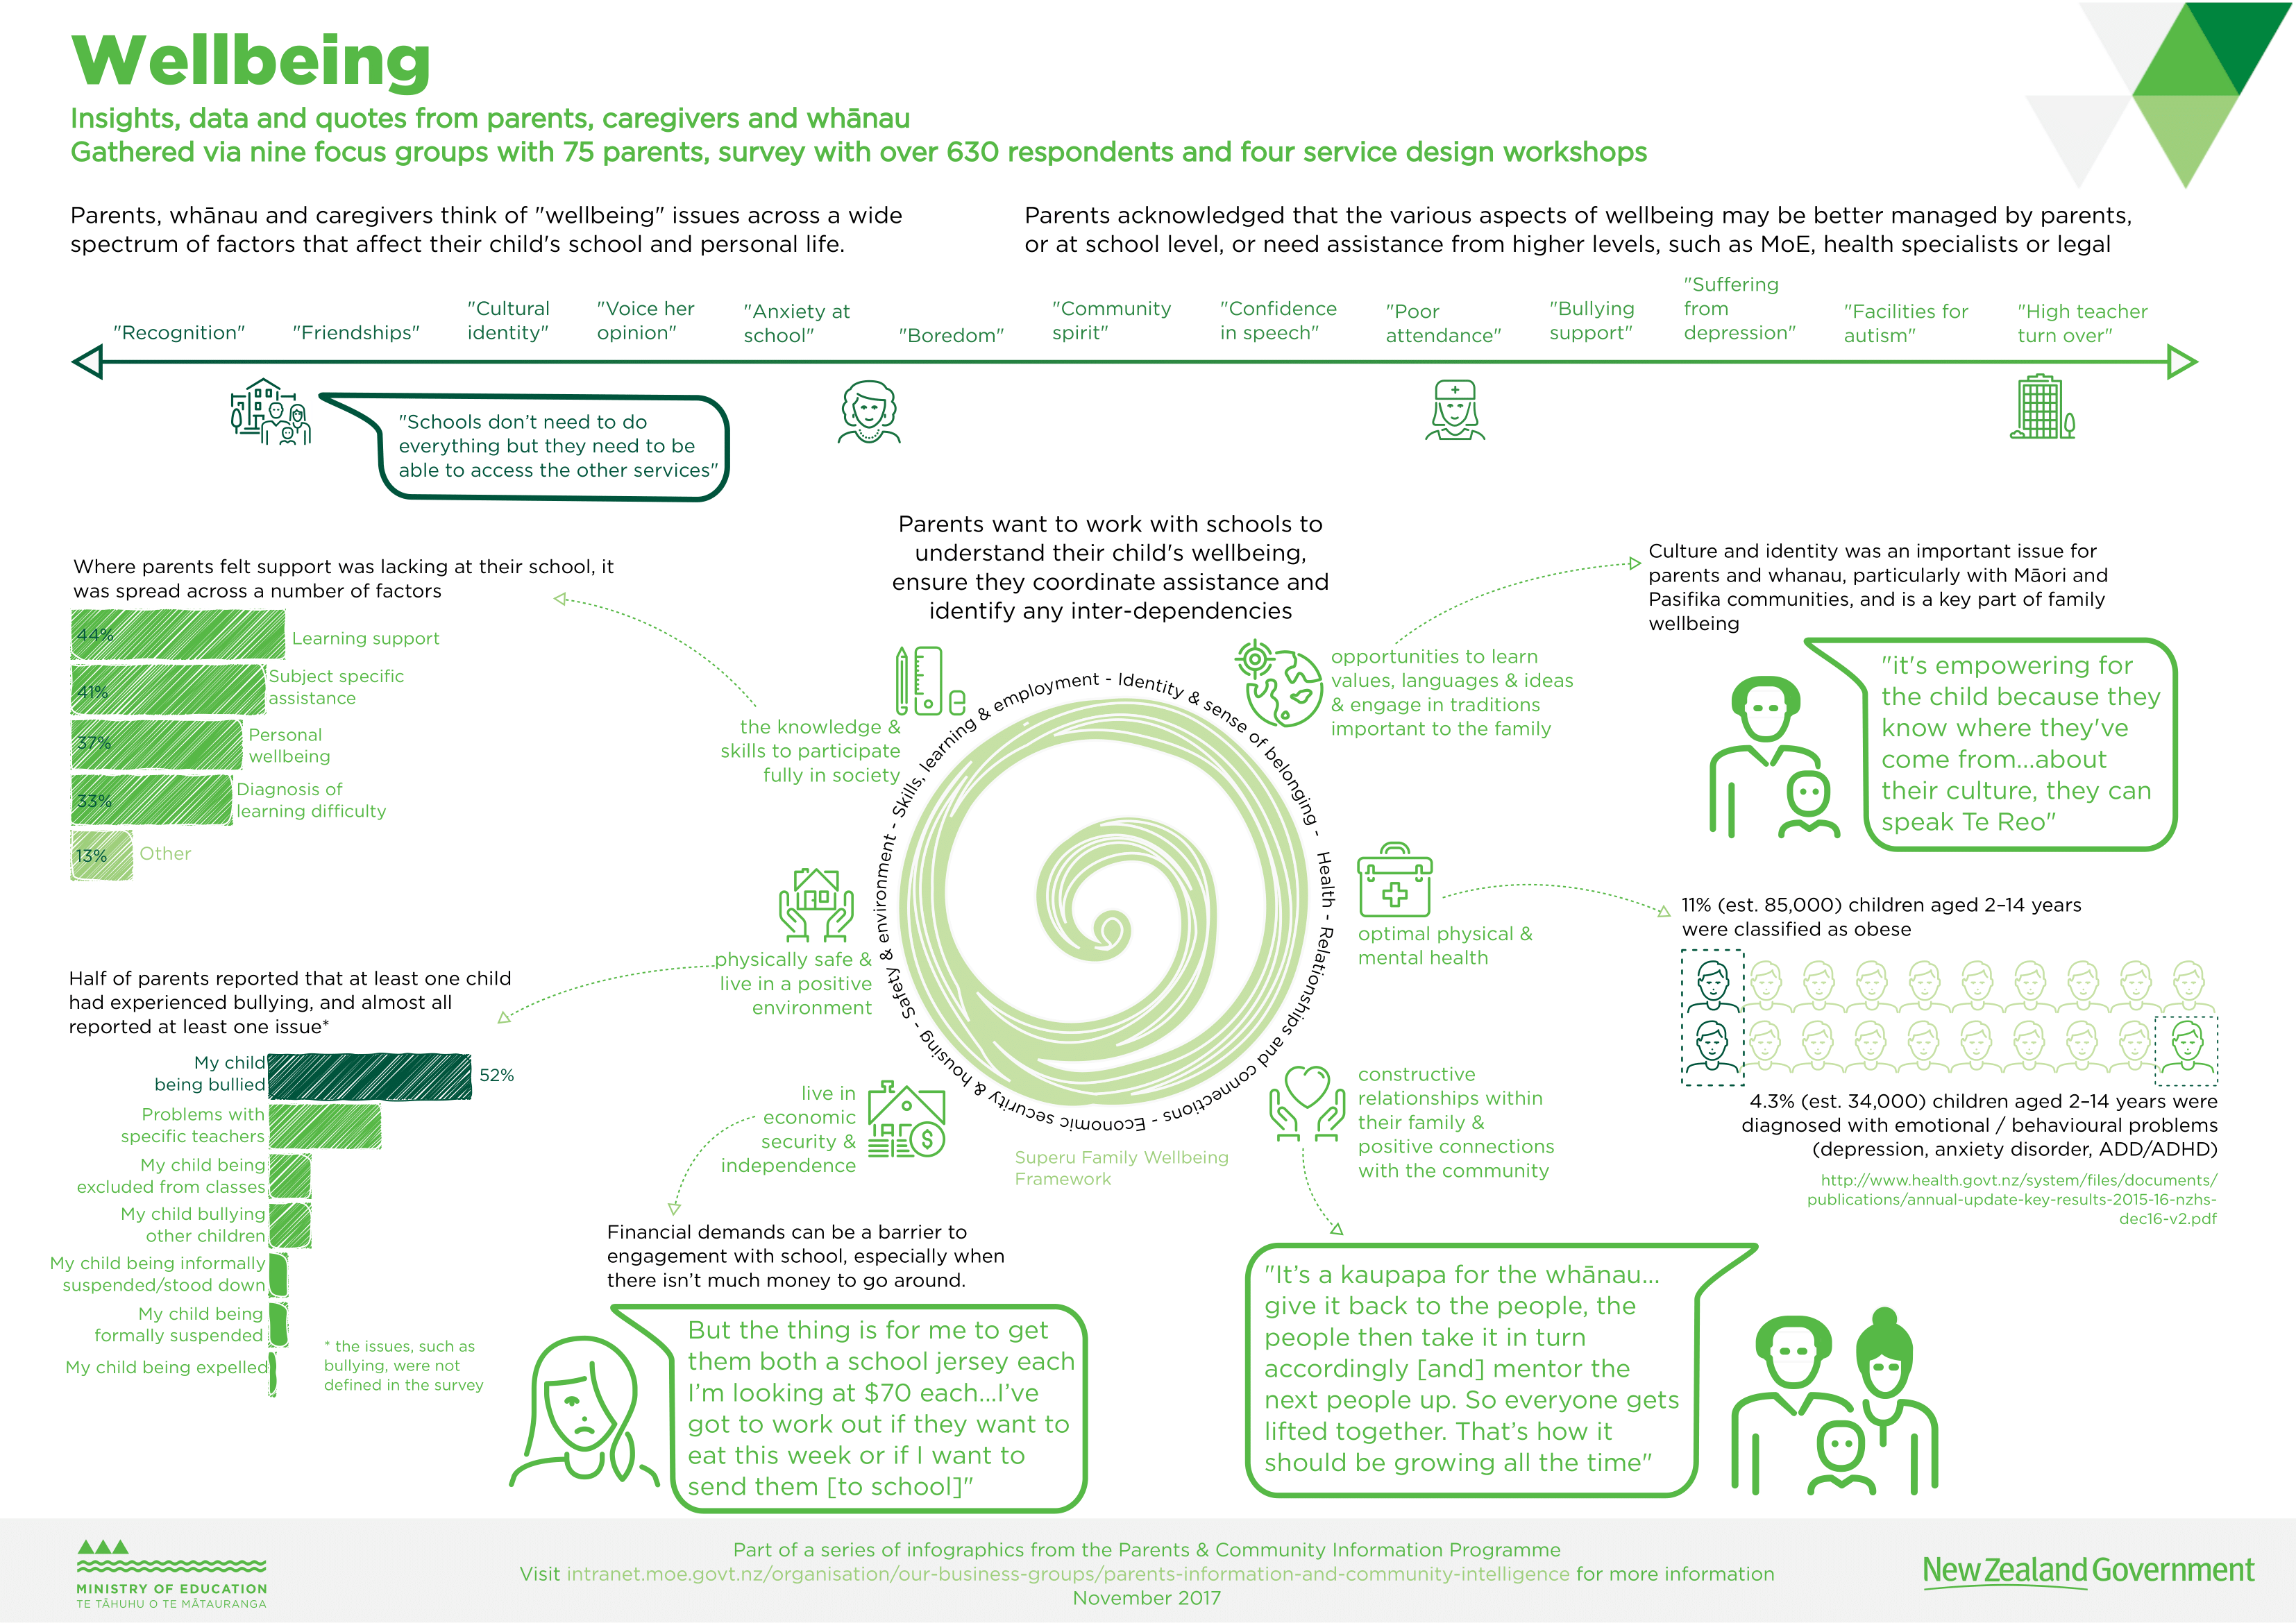 Wellbeing
Insights, data and quotes from parents, caregivers and whānau
Gathered via nine focus groups with 75 parents, survey with over 630 respondents and four service design workshops
Parents, whānau and caregivers think of "wellbeing" issues across a wide
spectrum of factors that affect their child's school and personal life.
Parents acknowledged that the various aspects of wellbeing may be better managed by parents,
or at school level, or need assistance from higher levels, such as MoE, health specialists or legal
"Recognition"
"Friendships"
"Cultural
identity"
"Voice her
opinion"
"Anxiety at
school"
"Boredom"
"Community
spirit"
"Confidence
in speech"
"Poor
attendance"
"Bullying
support"
"Suffering
from
depression"
"Facilities for
autism"
"High teacher
turn over"
"Schools don't need to do
everything but they need to be
able to access the other services"
Where parents felt support was lacking at their school, it
was spread across a number of factors
44%
Learning support
41%
Subject specific
assistance
37%
Personal
wellbeing
33%
Diagnosis of
learning difficulty
13%
Other
Parents want to work with schools to
understand their child's wellbeing,
ensure they coordinate assistance and
identify any inter-dependencies
the knowledge &
skills to participate
fully in society
opportunities to learn
values, languages & ideas
& engage in traditions
important to the family
Skills, learning & employment - Identity & sense of belonging - Health - Relationships and connections - Economic security & housing - Safety & environment -
physically safe &
live in a positive
environment
optimal physical &
mental health
live in
economic
security &
independence
constructive
relationships within
their family &
positive connections
with the community
Superu Family Wellbeing
Framework
Culture and identity was an important issue for
parents and whanau, particularly with Māori and
Pasifika communities, and is a key part of family
wellbeing
"it's empowering for
the child because they
know where they've
come from...about
their culture, they can
speak Te Reo"
11% (est. 85,000) children aged 2–14 years
were classified as obese
4.3% (est. 34,000) children aged 2–14 years were
diagnosed with emotional / behavioural problems
(depression, anxiety disorder, ADD/ADHD)
http://www.health.govt.nz/system/files/documents/
publications/annual-update-key-results-2015-16-nzhs-
dec16-v2.pdf
Half of parents reported that at least one child
had experienced bullying, and almost all
reported at least one issue*
My child
being bullied
52%
Problems with
specific teachers
My child being
excluded from classes
My child bullying
other children
My child being informally
suspended/stood down
My child being
formally suspended
My child being expelled
* the issues, such as
bullying, were not
defined in the survey
Financial demands can be a barrier to
engagement with school, especially when
there isn't much money to go around.
But the thing is for me to get
them both a school jersey each
I'm looking at $70 each...I've
got to work out if they want to
eat this week or if I want to
send them [to school]"
"It's a kaupapa for the whānau...
give it back to the people, the
people then take it in turn
accordingly [and] mentor the
next people up. So everyone gets
lifted together. That's how it
should be growing all the time"
MINISTRY OF EDUCATION
TE TĀHUHU O TE MĀTAURANGA
Part of a series of infographics from the Parents & Community Information Programme
Visit intranet.moe.govt.nz/organisation/our-business-groups/parents-information-and-community-intelligence for more information
November 2017
New Zealand Government